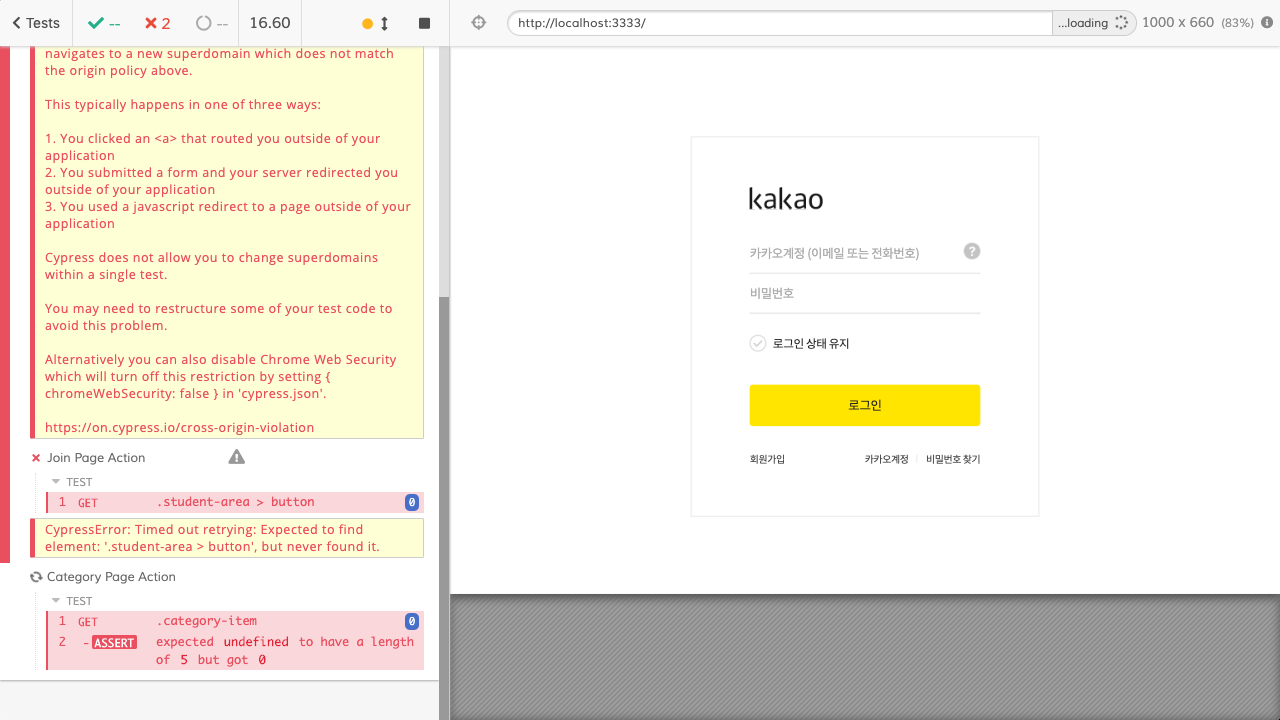 Tests
--
2
--
16.60
http://localhost:3333/
...loading
1000 x 660 (83%)
navigates to a new superdomain which does not match
the origin policy above.
This typically happens in one of three ways:
1. You clicked an <a> that routed you outside of your
application
2. You submitted a form and your server redirected you
outside of your application
3. You used a javascript redirect to a page outside of your
application
Cypress does not allow you to change superdomains
within a single test.
You may need to restructure some of your test code to
avoid this problem.
Alternatively you can also disable Chrome Web Security
which will turn off this restriction by setting {
chromeWebSecurity: false } in 'cypress.json'.
https://on.cypress.io/cross-origin-violation
Join Page Action
TEST
1 GET .student-area > button 0
CypressError: Timed out retrying: Expected to find
element: '.student-area > button', but never found it.
Category Page Action
TEST
1 GET .category-item 0
2 -ASSERT expected undefined to have a length
of 5 but got 0
kakao
카카오계정 (이메일 또는 전화번호)
?
비밀번호
로그인 상태 유지
로그인
회원가입
카카오계정
비밀번호 찾기